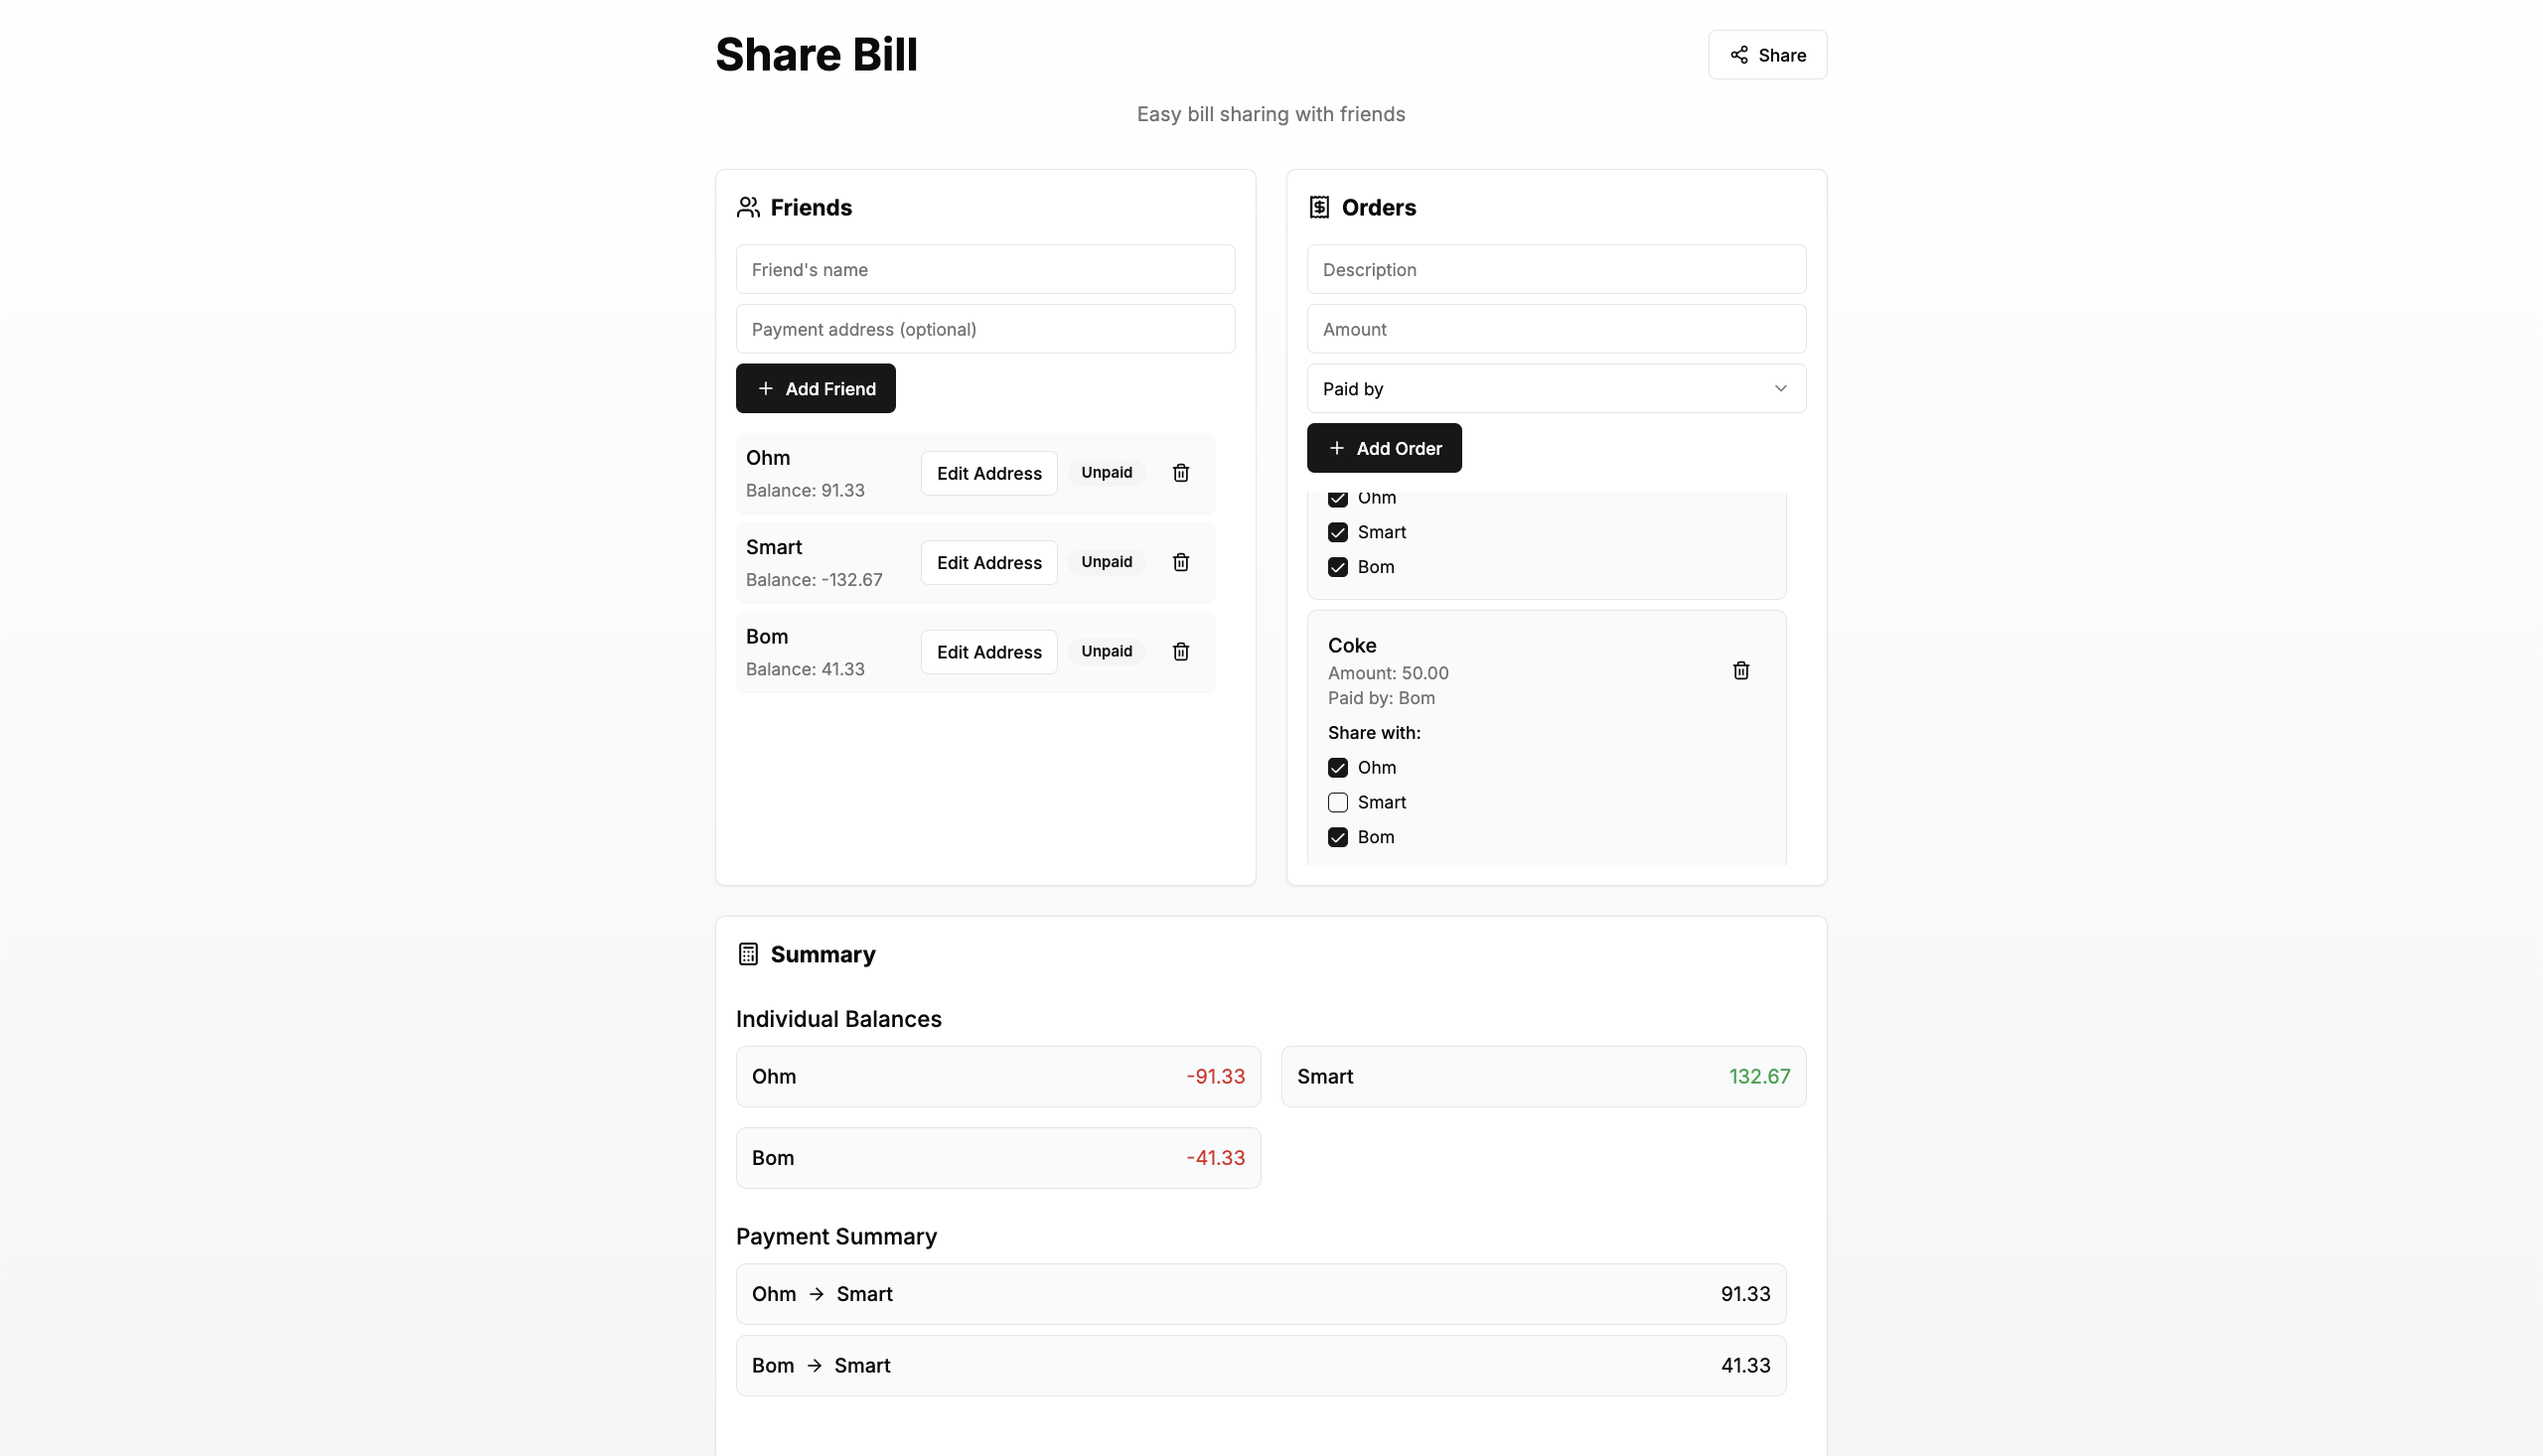 Share Bill
Share
Easy bill sharing with friends
Friends
Friend's name
Payment address (optional)
Add Friend
Ohm
Balance: 91.33
Edit Address
Unpaid
Smart
Balance: -132.67
Edit Address
Unpaid
Bom
Balance: 41.33
Edit Address
Unpaid
Orders
Description
Amount
Paid by
Add Order
Ohm
Smart
Bom
Coke
Amount: 50.00
Paid by: Bom
Share with:
Ohm
Smart
Bom
Summary
Individual Balances
Ohm -91.33
Smart 132.67
Bom -41.33
Payment Summary
Ohm → Smart 91.33
Bom → Smart 41.33